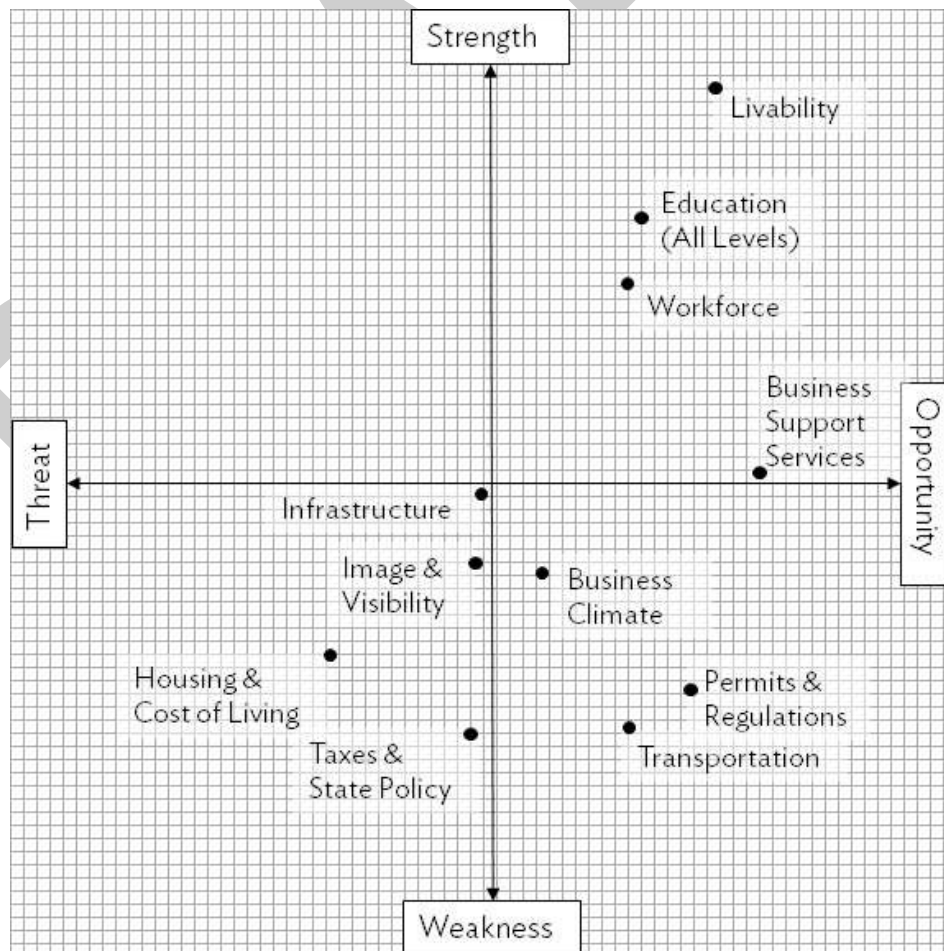 Strength
Livability
Education
(All Levels)
Workforce
Business
Support
Services
Opportunity
Threat
Infrastructure
Image &
Visibility
Business
Climate
Housing &
Cost of Living
Permits &
Regulations
Taxes &
State Policy
Transportation
Weakness